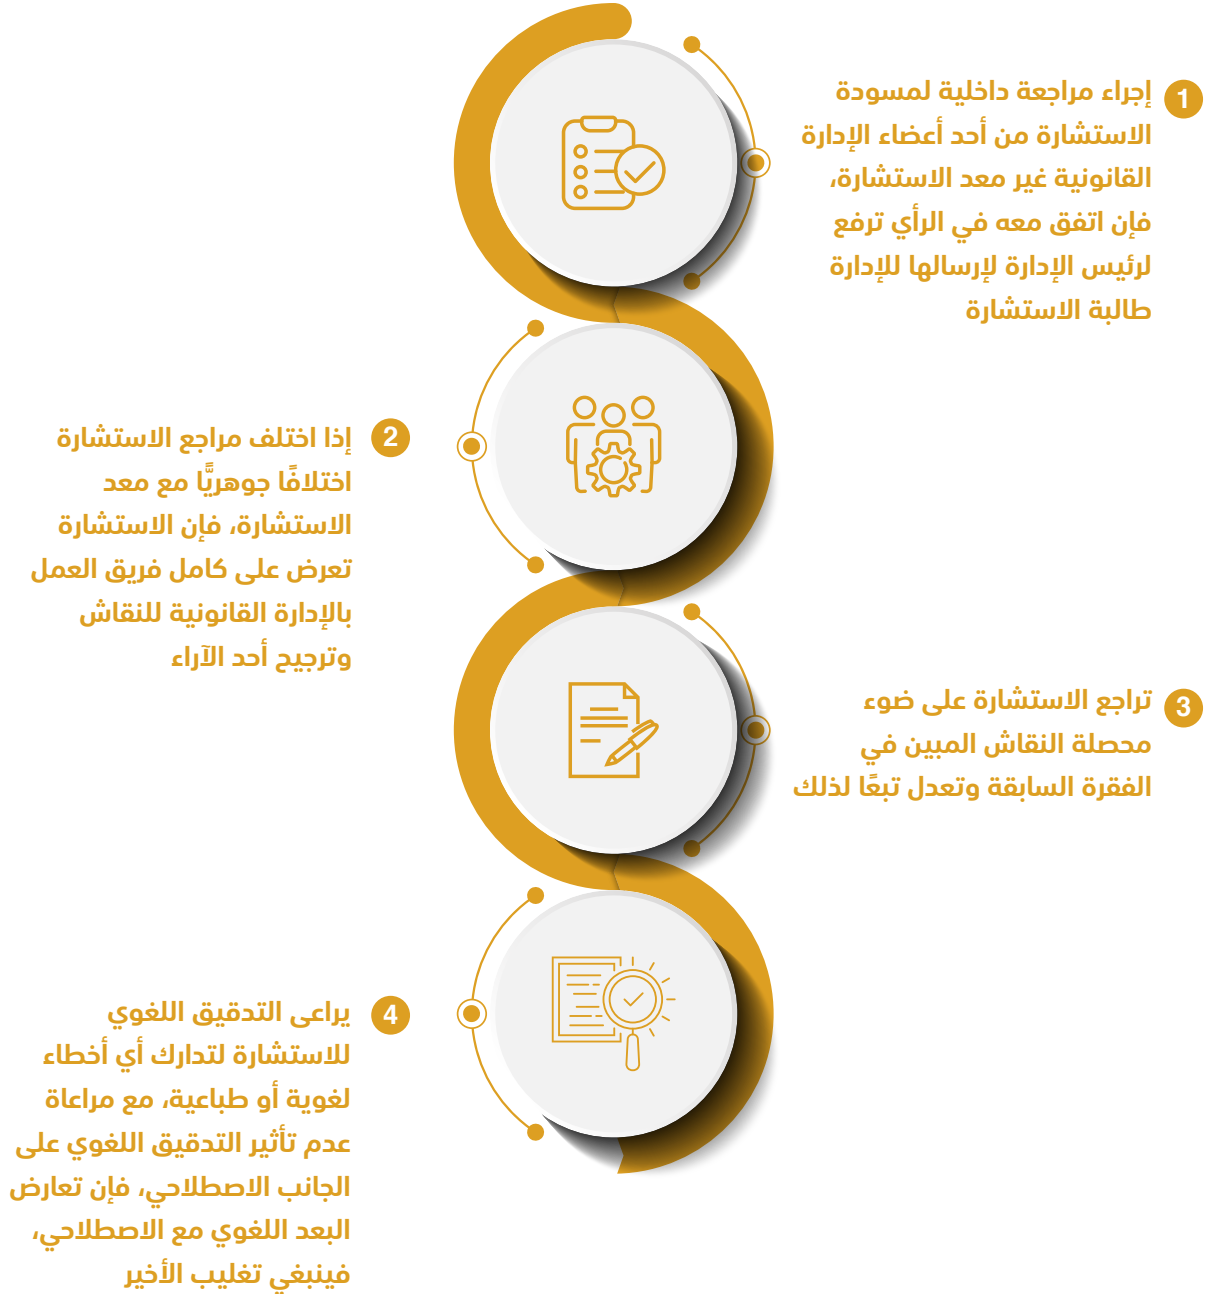 1 إجراء مراجعة داخلية لمسودة
الاستشارة من أحد أعضاء الإدارة
القانونية غير معد الاستشارة،
فإن اتفق معه في الرأي ترفع
لرئيس الإدارة لإرسالها للإدارة
طالبة الاستشارة
2 إذا اختلف مراجع الاستشارة
اختلافًا جوهريًّا مع معد
الاستشارة، فإن الاستشارة
تعرض على كامل فريق العمل
بالإدارة القانونية للنقاش
وترجيح أحد الآراء
3 تراجع الاستشارة على ضوء
محصلة النقاش المبين في
الفقرة السابقة وتعدل تبعًا لذلك
4 يراعى التدقيق اللغوي
للاستشارة لتدارك أي أخطاء
لغوية أو طباعية، مع مراعاة
عدم تأثير التدقيق اللغوي على
الجانب الاصطلاحي، فإن تعارض
البعد اللغوي مع الاصطلاحي،
فينبغي تغليب الأخير